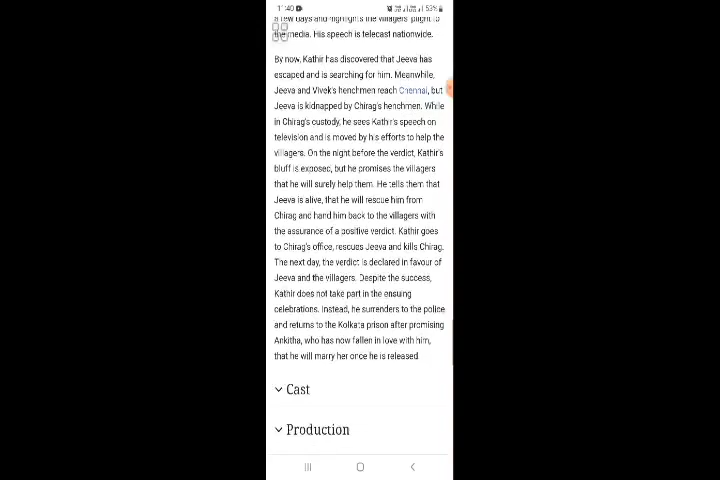 11:40 53%
a few days and highlights the villagers' plight to
the media. His speech is telecast nationwide.
By now, Kathir has discovered that Jeeva has
escaped and is searching for him. Meanwhile,
Jeeva and Vivek's henchmen reach Chennai, but
Jeeva is kidnapped by Chirag's henchmen. While
in Chirag's custody, he sees Kathir's speech on
television and is moved by his efforts to help the
villagers. On the night before the verdict, Kathir's
bluff is exposed, but he promises the villagers
that he will surely help them. He tells them that
Jeeva is alive, that he will rescue him from
Chirag and hand him back to the villagers with
the assurance of a positive verdict. Kathir goes
to Chirag's office, rescues Jeeva and kills Chirag.
The next day, the verdict is declared in favour of
Jeeva and the villagers. Despite the success,
Kathir does not take part in the ensuing
celebrations. Instead, he surrenders to the police
and returns to the Kolkata prison after promising
Ankitha, who has now fallen in love with him,
that he will marry her once he is released.
Cast
Production